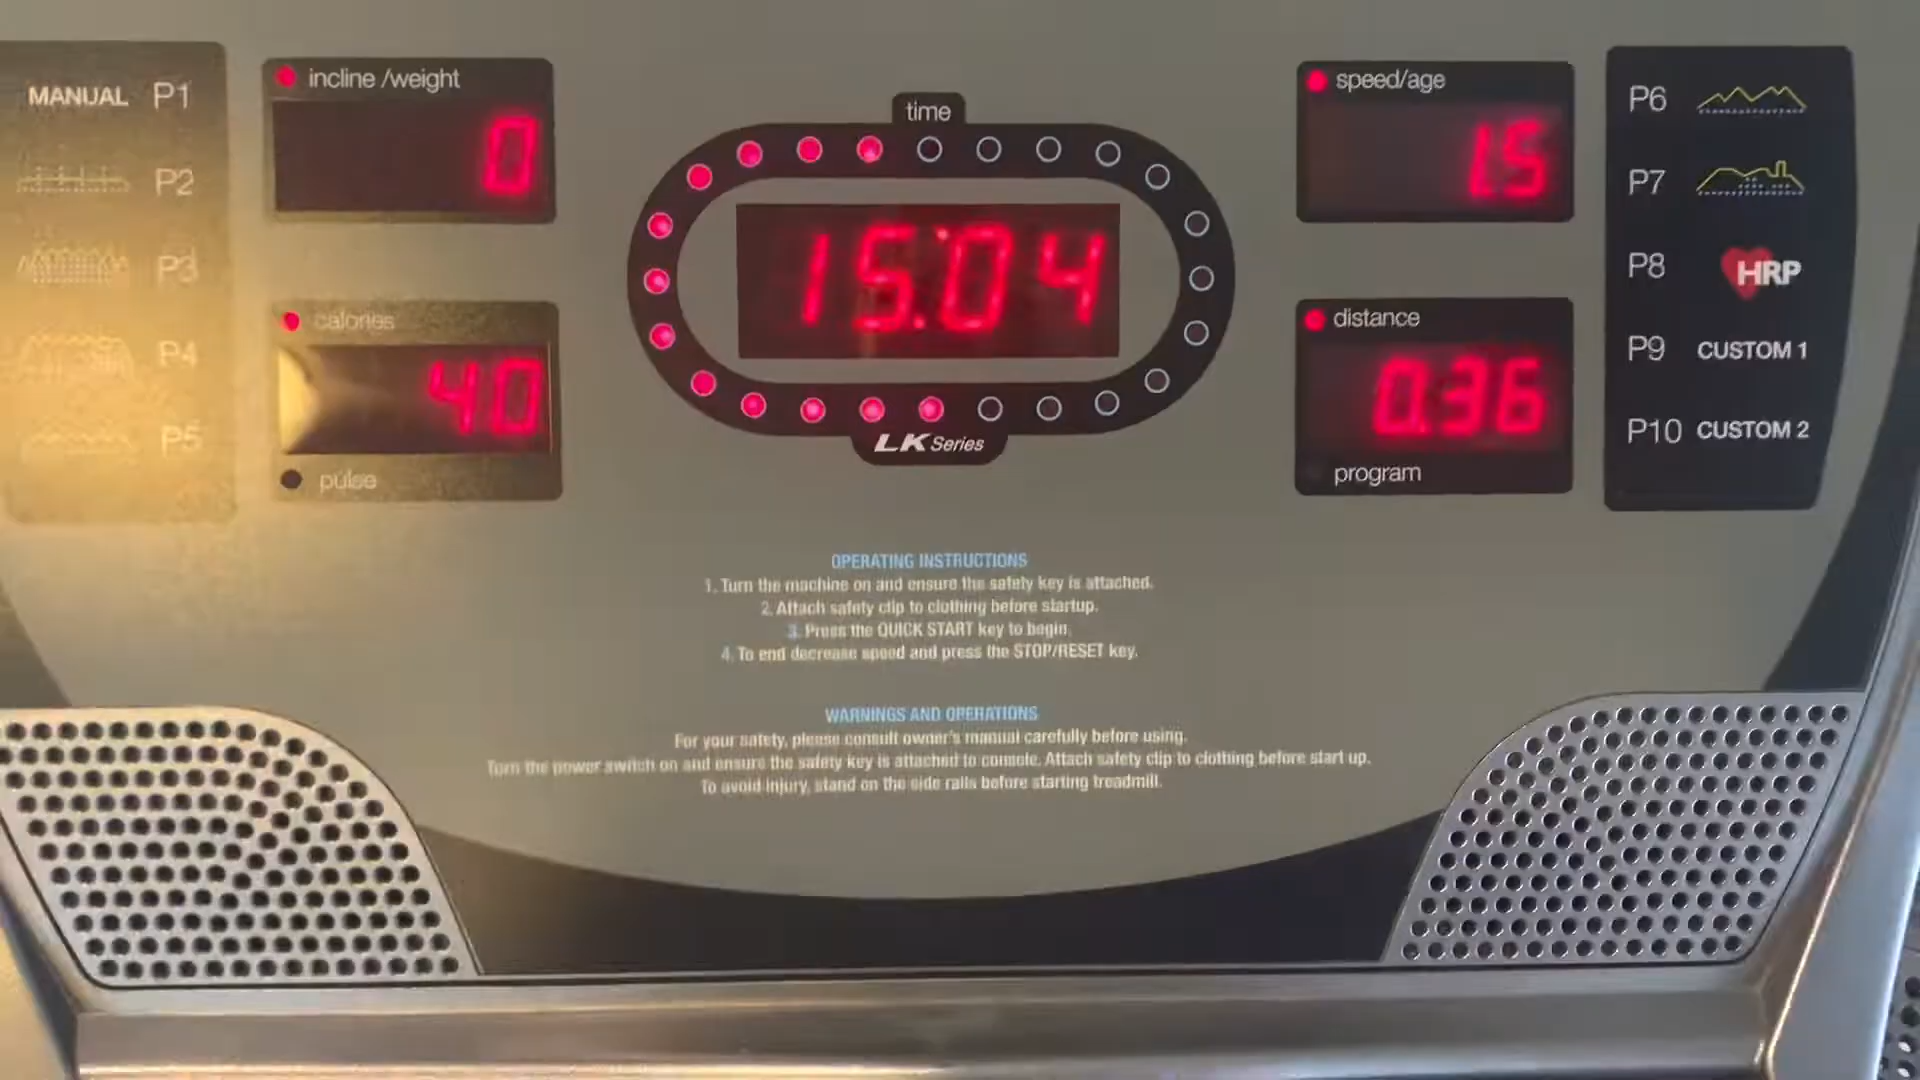 MANUAL P1
P2
P3
P4
P5
incline /weight
0
calories
40
pulse
time
15:04
LK Series
speed/age
1.5
distance
0.36
program
P6
P7
P8 HRP
P9 CUSTOM 1
P10 CUSTOM 2
OPERATING INSTRUCTIONS
1. Turn the machine on and ensure the safety key is attached.
2. Attach safety clip to clothing before startup.
3. Press the QUICK START key to begin.
4. To end decrease speed and press the STOP/RESET key.
WARNINGS AND OPERATIONS
For your safety, please consult owner's manual carefully before using.
Turn the power switch on and ensure the safety key is attached to console. Attach safety clip to clothing before start up.
To avoid injury, stand on the side rails before starting treadmill.